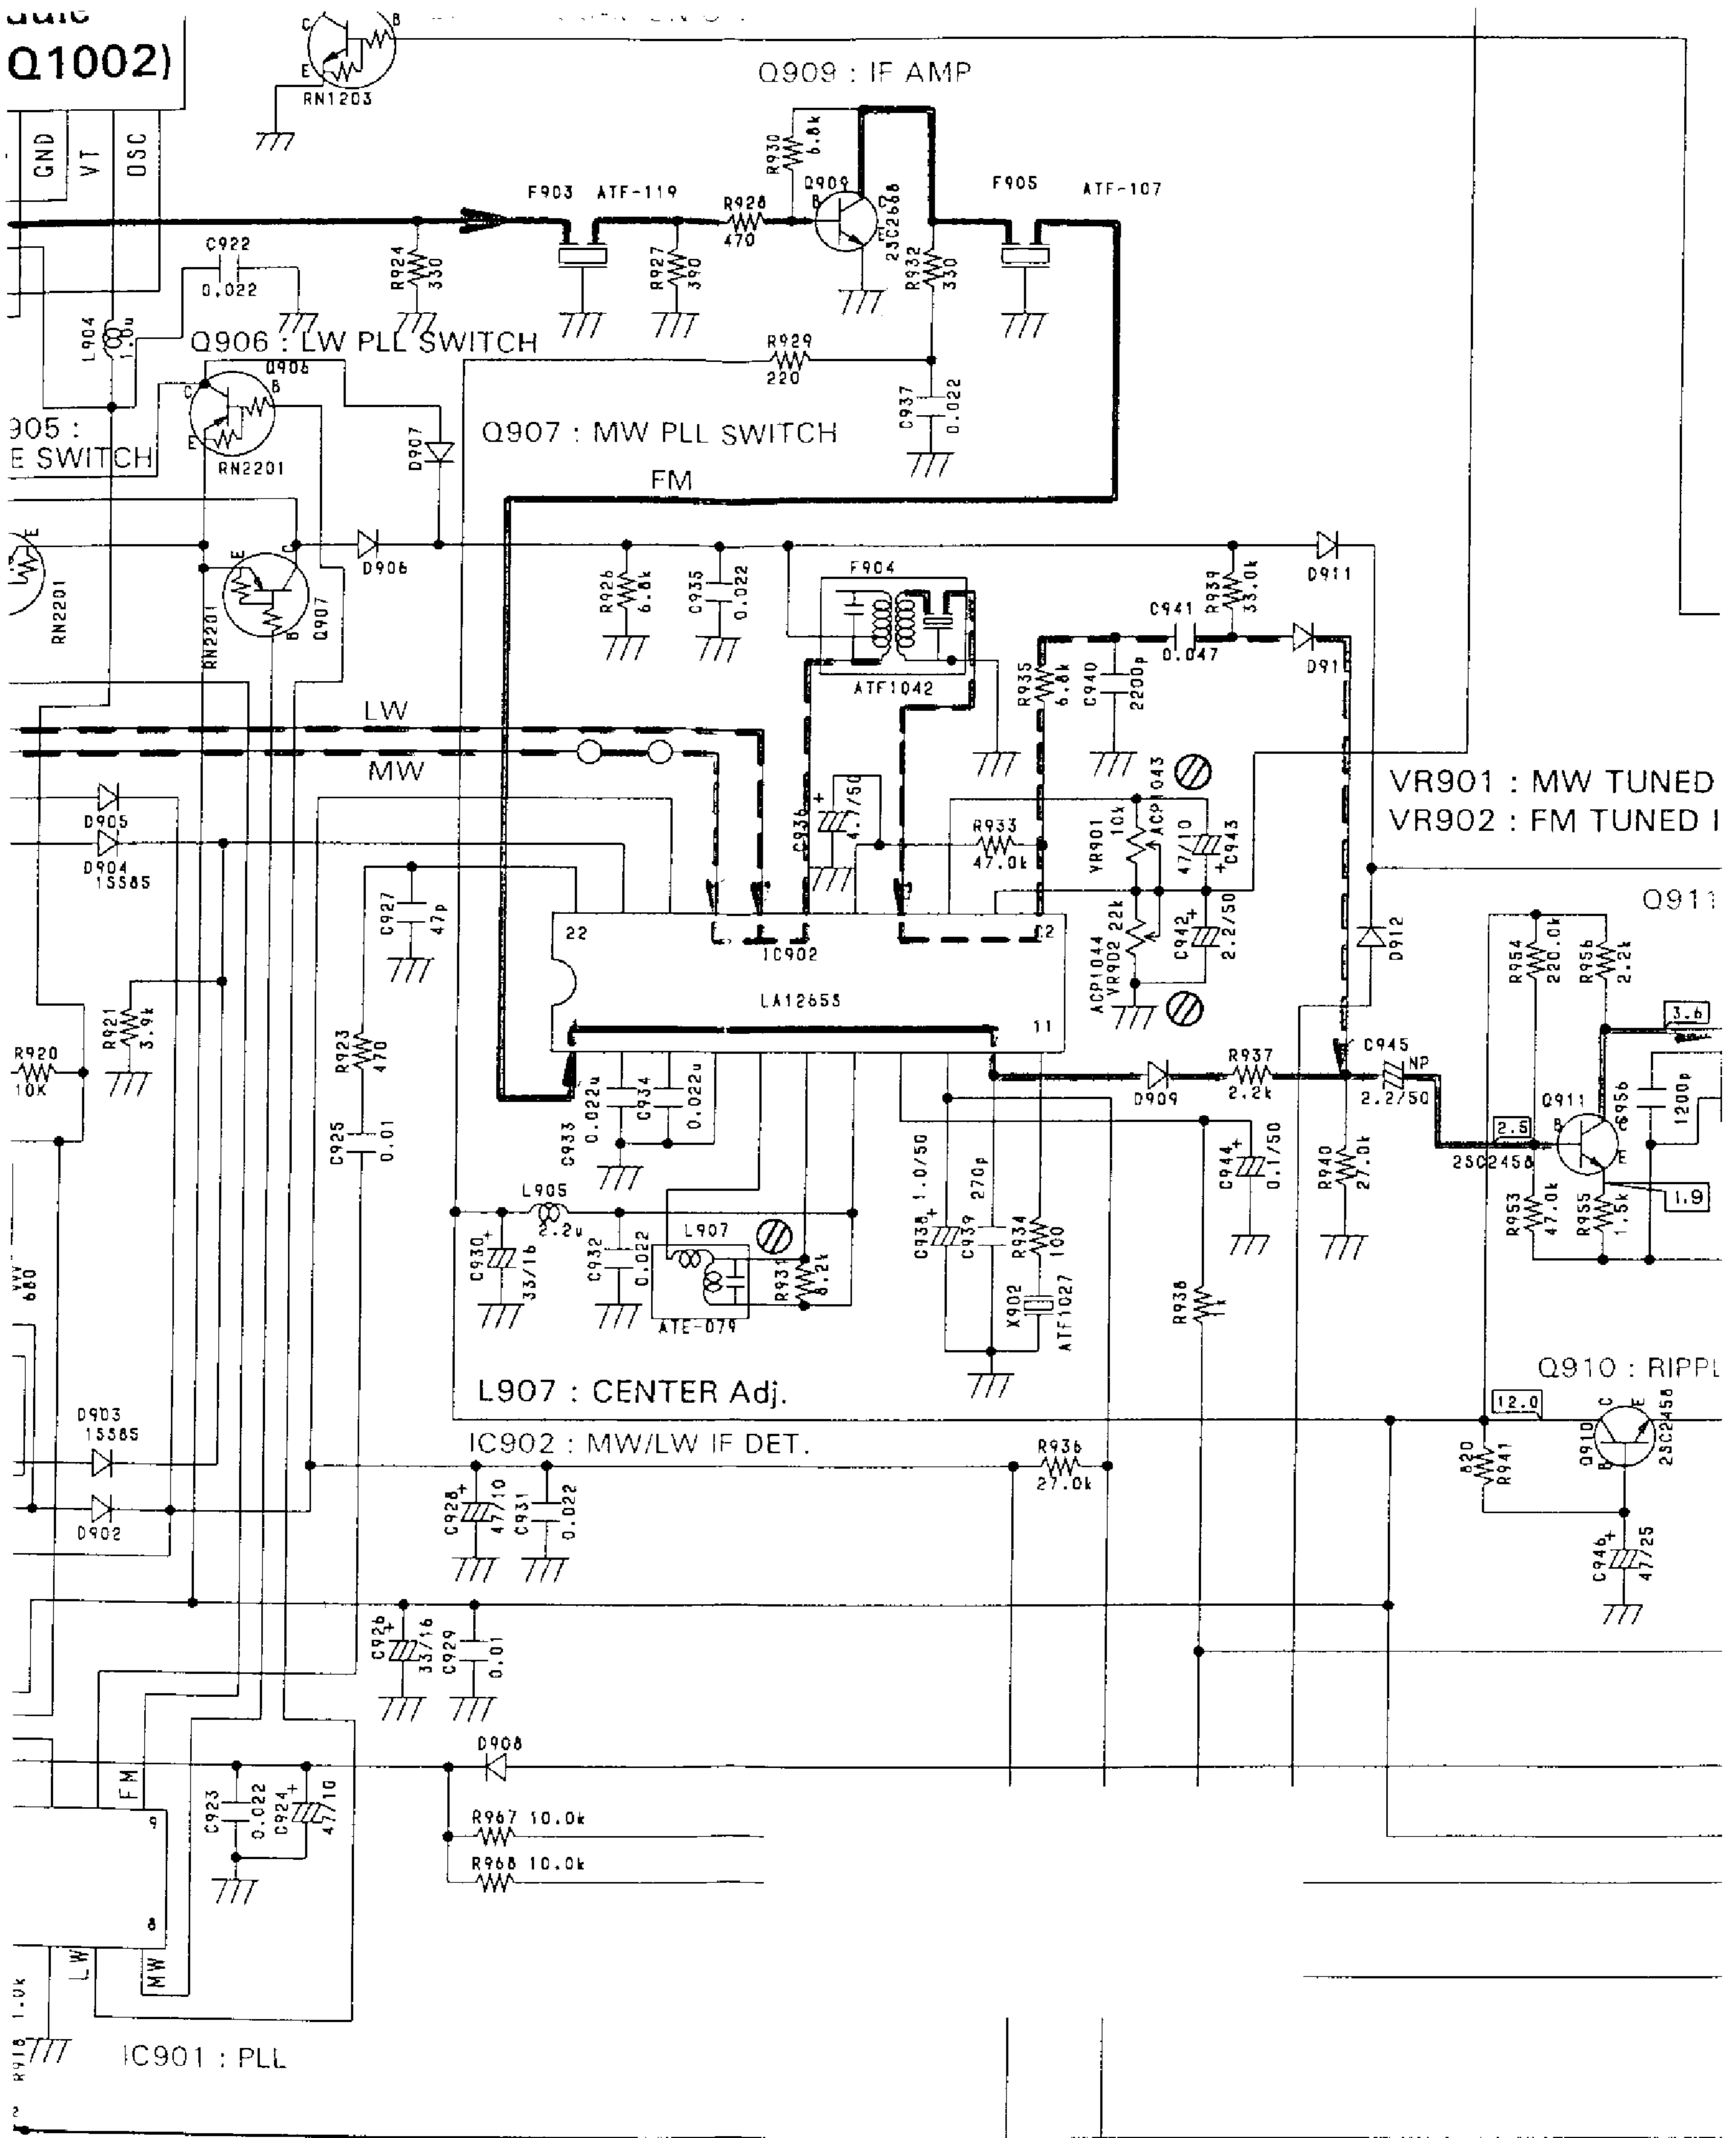 Q1002)
C
B
E
RN1203
GND
VT
OSC
Q909 : IF AMP
R930
6.8k
F903 ATF-119
R928
470
Q909
B
2SC2668
F905
ATF-107
R924
330
R927
390
R932
330
C922
0.022
L904
Q906 : LW PLL SWITCH
Q906
C
B
E
RN2201
R929
220
C937
0.022
905 :
E SWITCH
D907
Q907 : MW PLL SWITCH
FM
E
RN2201
E
C
B
RN2201
Q907
D906
R926
6.8k
C935
0.022
F904
ATF1042
D911
R939
33.0k
C941
0.047
D91
R935
6.8k
C940
2200p
LW
MW
D905
D904
1SS85
C936
4.7/50
R933
47.0k
VR901
10k
ACP1043
47/10
C943
VR901 : MW TUNED
VR902 : FM TUNED I
C927
47p
22
12
IC902
LA1265S
11
ACP1044
VR902 22k
C942
2.2/50
D912
Q911
R954
220.0k
R956
2.2k
3.6
R921
3.9k
R920
10K
R923
470
C925
0.01
C933
0.022u
C934
0.022u
D909
R937
2.2k
C945
NP
2.2/50
2.5
Q911
B
E
2SC2458
C956
1200p
1.9
L905
2.2u
C930
33/16
C932
0.022
L907
ATE-079
R931
8.2k
C938
1.0/50
C939
270p
R934
100
X902
ATF1027
C944
0.1/50
R940
27.0k
R953
47.0k
R955
1.5k
680
R938
1k
L907 : CENTER Adj.
Q910 : RIPPL
12.0
C
E
B
Q910
2SC2458
D903
1SS85
IC902 : MW/LW IF DET.
R936
27.0k
820
R941
D902
C928
47/10
C931
0.022
C946
47/25
C926
33/16
C929
0.01
D908
FM
C923
0.022
C924
47/10
9
R967 10.0k
R968 10.0k
8
LW
MW
R918 1.0k
IC901 : PLL
2